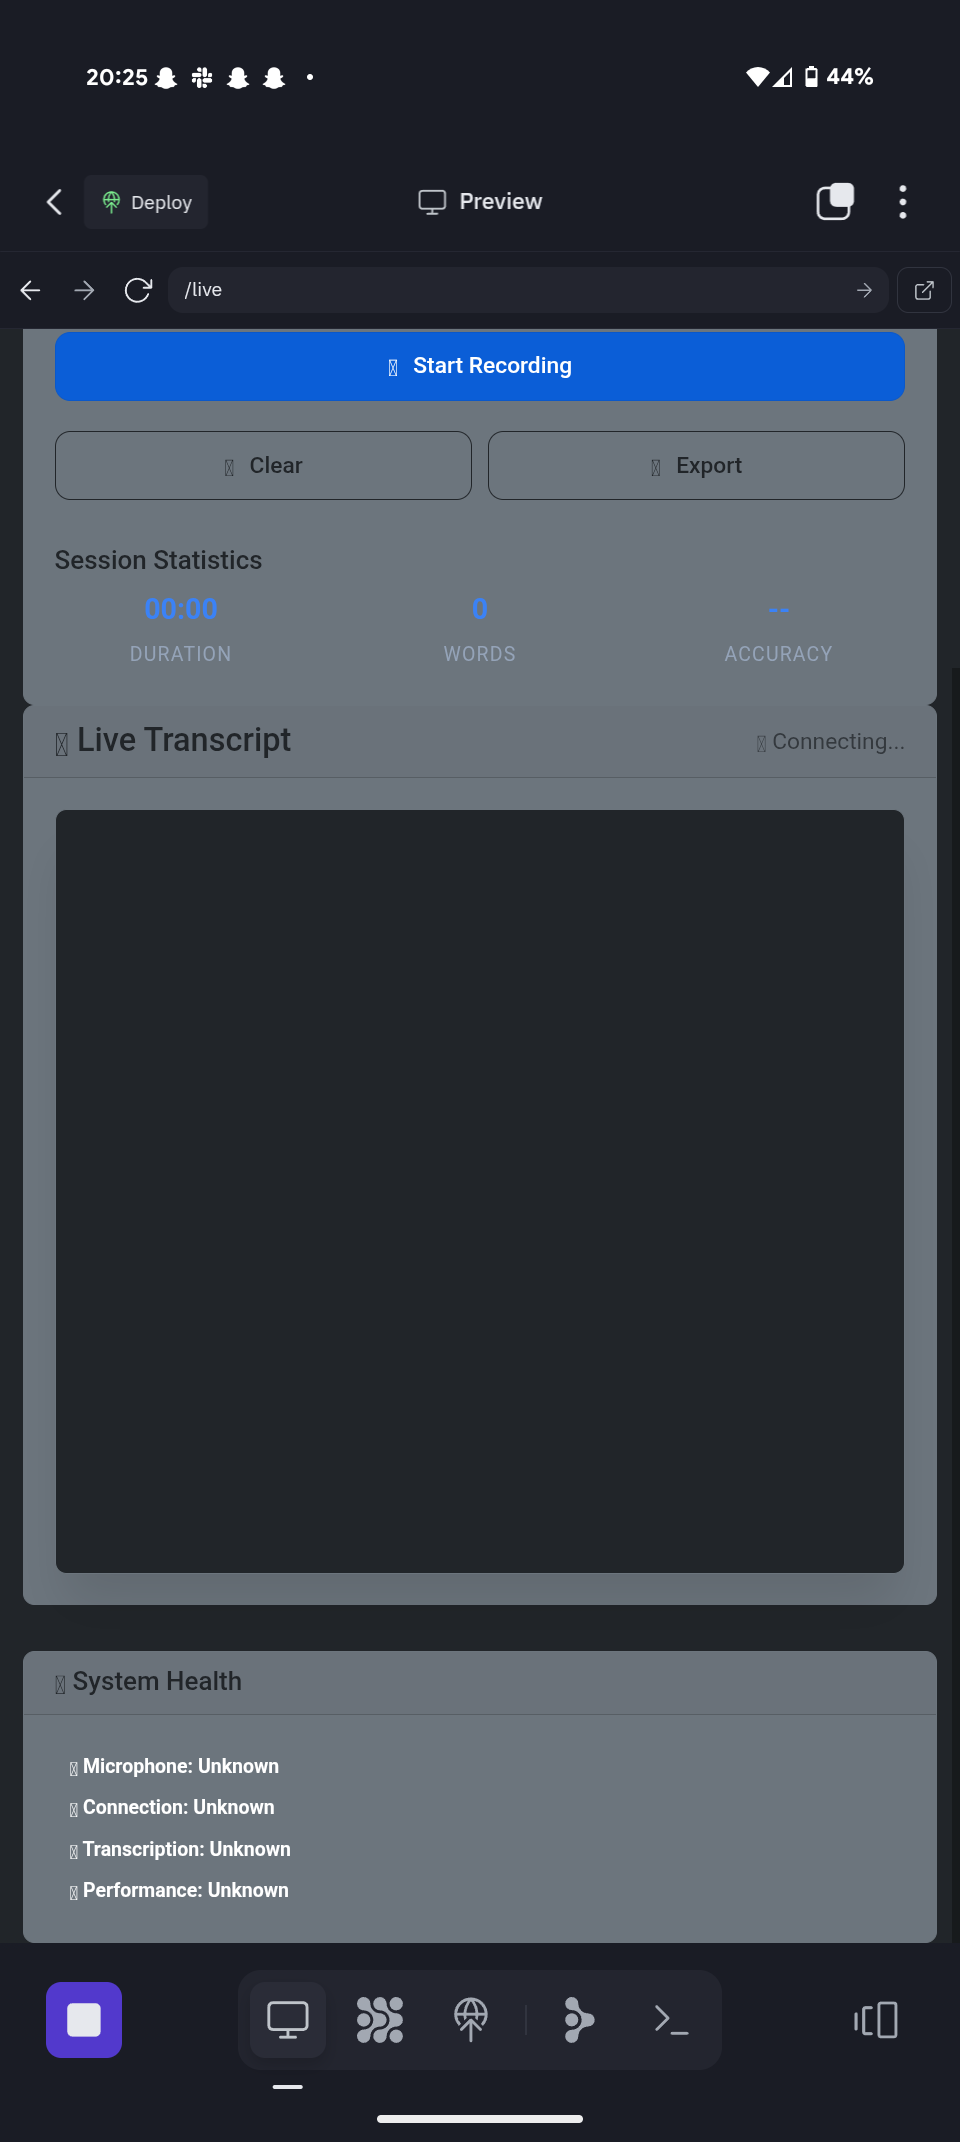 20:25 44%
Deploy Preview
/live
Start Recording
Clear Export
Session Statistics
00:00 0 --
DURATION WORDS ACCURACY
Live Transcript Connecting...
System Health
Microphone: Unknown
Connection: Unknown
Transcription: Unknown
Performance: Unknown